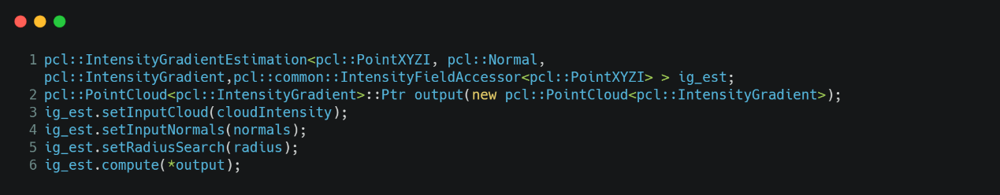 1 pcl::IntensityGradientEstimation<pcl::PointXYZI, pcl::Normal,
pcl::IntensityGradient,pcl::common::IntensityFieldAccessor<pcl::PointXYZI> > ig_est;
2 pcl::PointCloud<pcl::IntensityGradient>::Ptr output(new pcl::PointCloud<pcl::IntensityGradient>);
3 ig_est.setInputCloud(cloudIntensity);
4 ig_est.setInputNormals(normals);
5 ig_est.setRadiusSearch(radius);
6 ig_est.compute(*output);